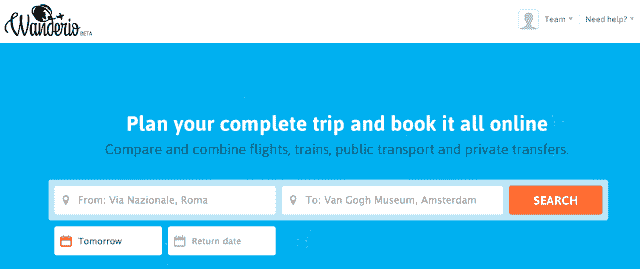 Wanderio BETA
Team
Need help?
Plan your complete trip and book it all online
Compare and combine flights, trains, public transport and private transfers.
From: Via Nazionale, Roma
To: Van Gogh Museum, Amsterdam
SEARCH
Tomorrow
Return date